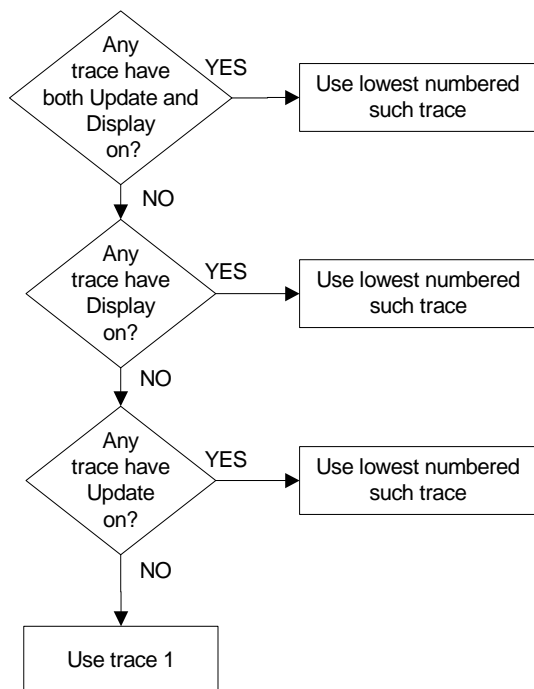 Any
trace have
both Update and
Display
on?
YES
Use lowest numbered
such trace
NO
Any
trace have
Display
on?
YES
Use lowest numbered
such trace
NO
Any
trace have
Update
on?
YES
Use lowest numbered
such trace
NO
Use trace 1